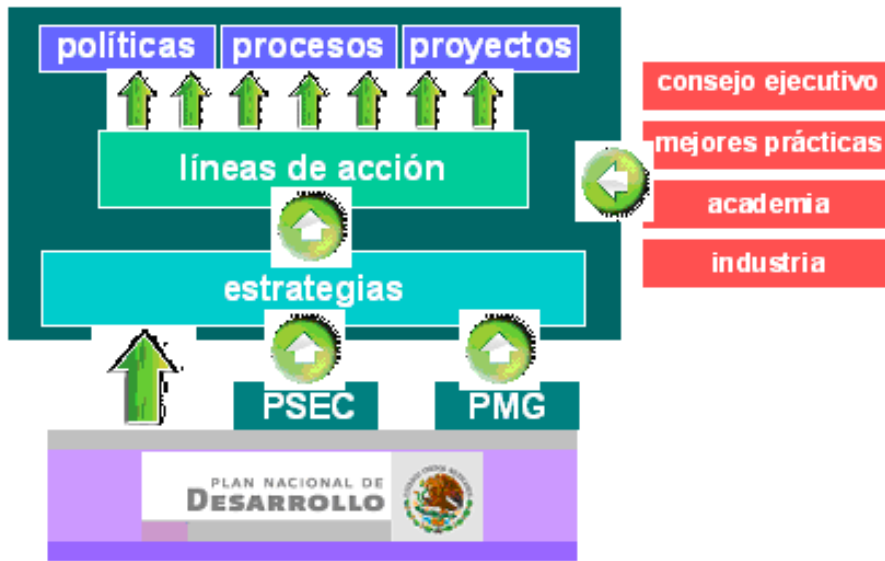 políticas procesos proyectos
líneas de acción
estrategias
consejo ejecutivo
mejores prácticas
academia
industria
PSEC PMG
PLAN NACIONAL DE
DESARROLLO